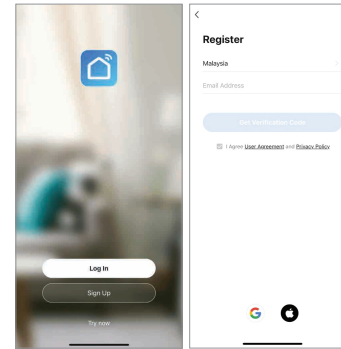 Log In
Sign Up
Try now
Register
Malaysia
Email Address
Get Verification Code
I Agree User Agreement and Privacy Policy